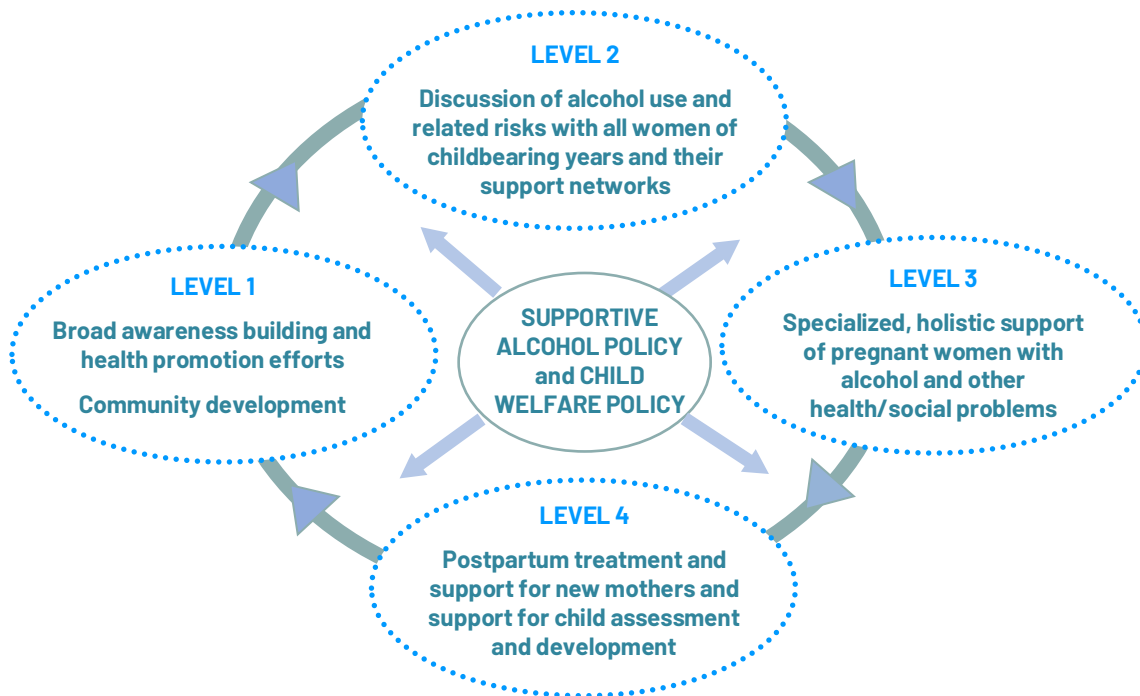 LEVEL 2
Discussion of alcohol use and
related risks with all women of
childbearing years and their
support networks
LEVEL 1
Broad awareness building and
health promotion efforts
Community development
SUPPORTIVE
ALCOHOL POLICY
and CHILD
WELFARE POLICY
LEVEL 3
Specialized, holistic support
of pregnant women with
alcohol and other
health/social problems
LEVEL 4
Postpartum treatment and
support for new mothers and
support for child assessment
and development